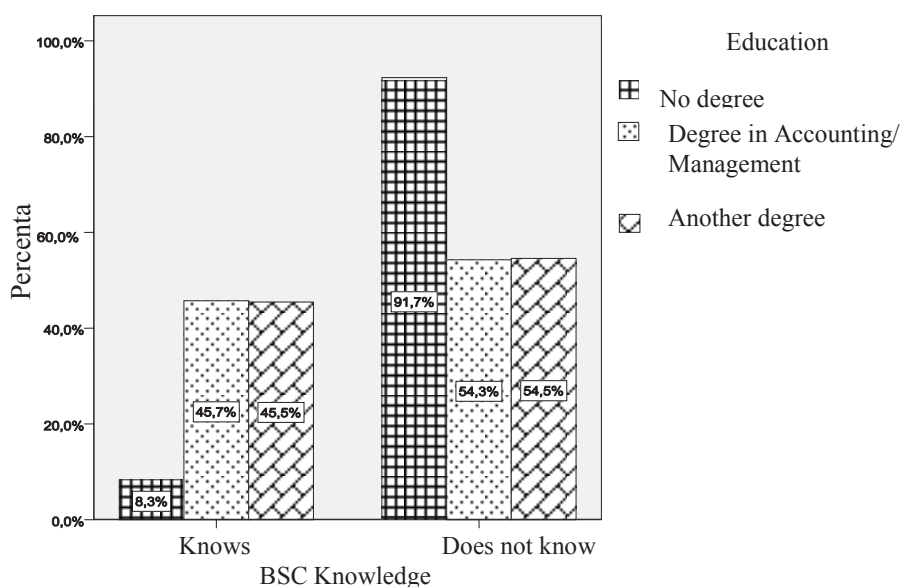 100,0%
80,0%
60,0%
40,0%
20,0%
0,0%
Percenta
8,3%
45,7%
45,5%
91,7%
54,3%
54,5%
Knows
Does not know
BSC Knowledge
Education
No degree
Degree in Accounting/
Management
Another degree